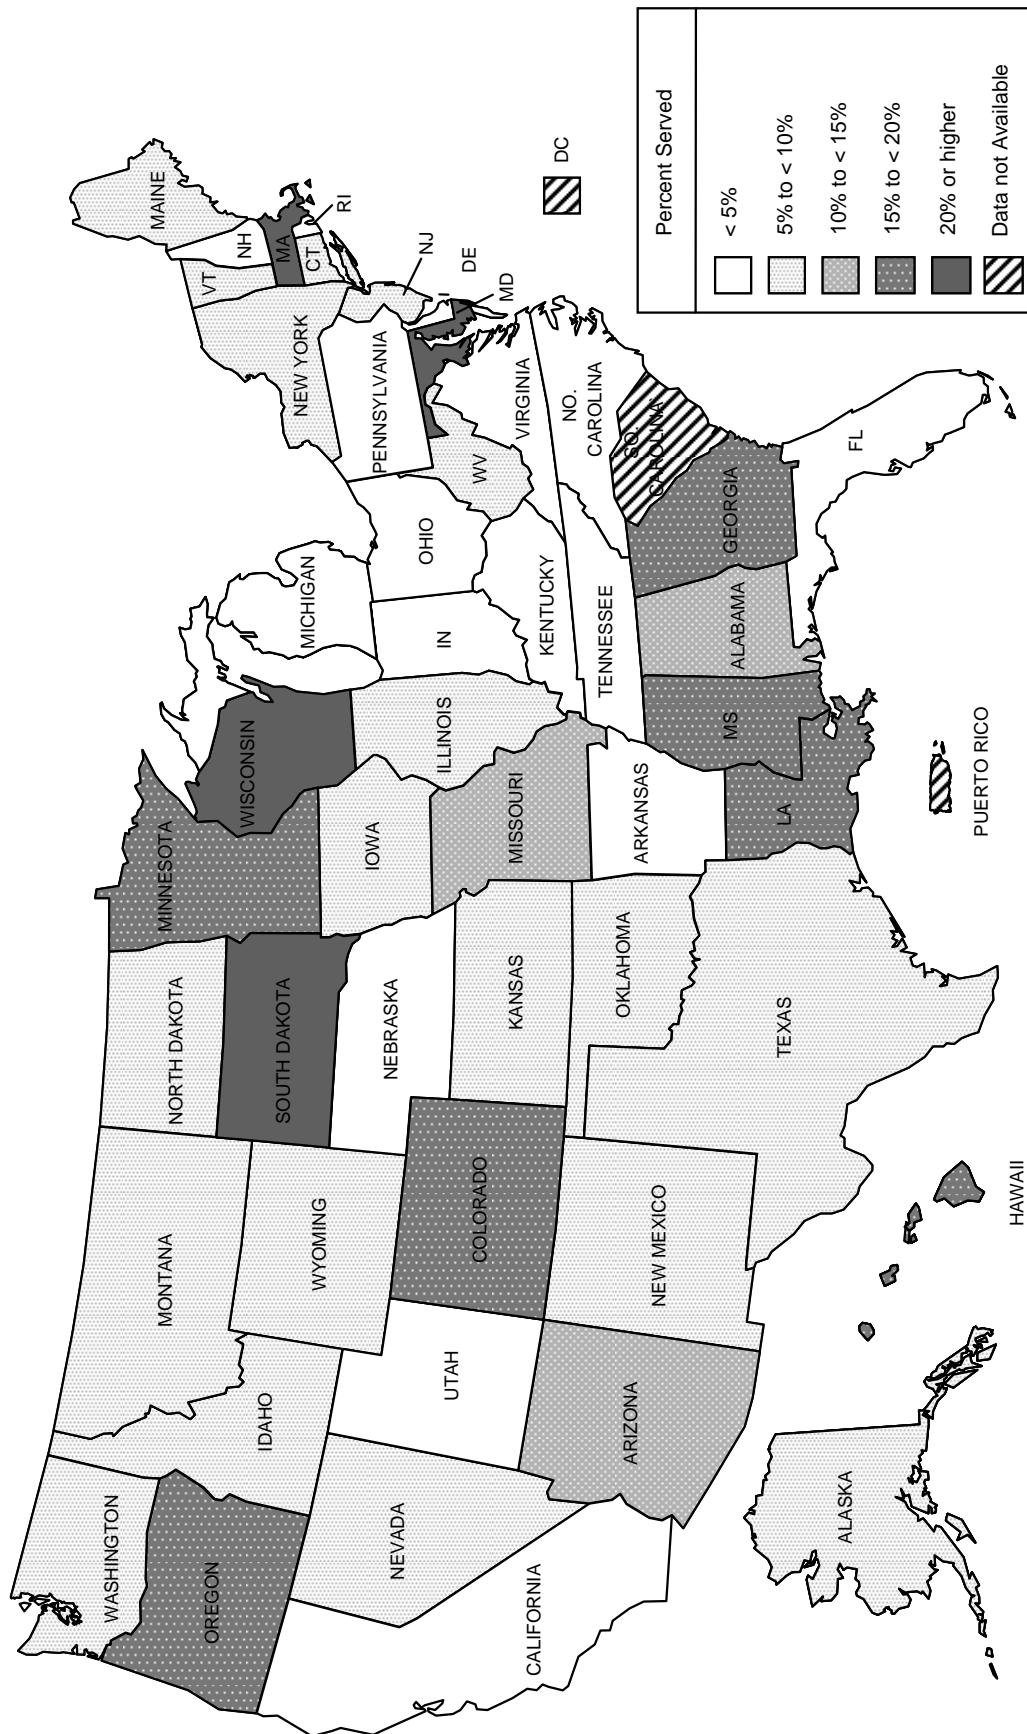 WASHINGTON
OREGON
CALIFORNIA
NEVADA
IDAHO
MONTANA
WYOMING
UTAH
ARIZONA
COLORADO
NEW MEXICO
NORTH DAKOTA
SOUTH DAKOTA
NEBRASKA
KANSAS
OKLAHOMA
TEXAS
MINNESOTA
IOWA
MISSOURI
ARKANSAS
LA
WISCONSIN
ILLINOIS
MICHIGAN
IN
OHIO
KENTUCKY
TENNESSEE
MS
ALABAMA
GEORGIA
FL
SO.
CAROLINA
NO.
CAROLINA
VIRGINIA
WV
PENNSYLVANIA
NEW YORK
VT
NH
MAINE
MA
CT
RI
NJ
DE
MD
DC
ALASKA
HAWAII
PUERTO RICO
Percent Served
< 5%
5% to < 10%
10% to < 15%
15% to < 20%
20% or higher
Data not Available